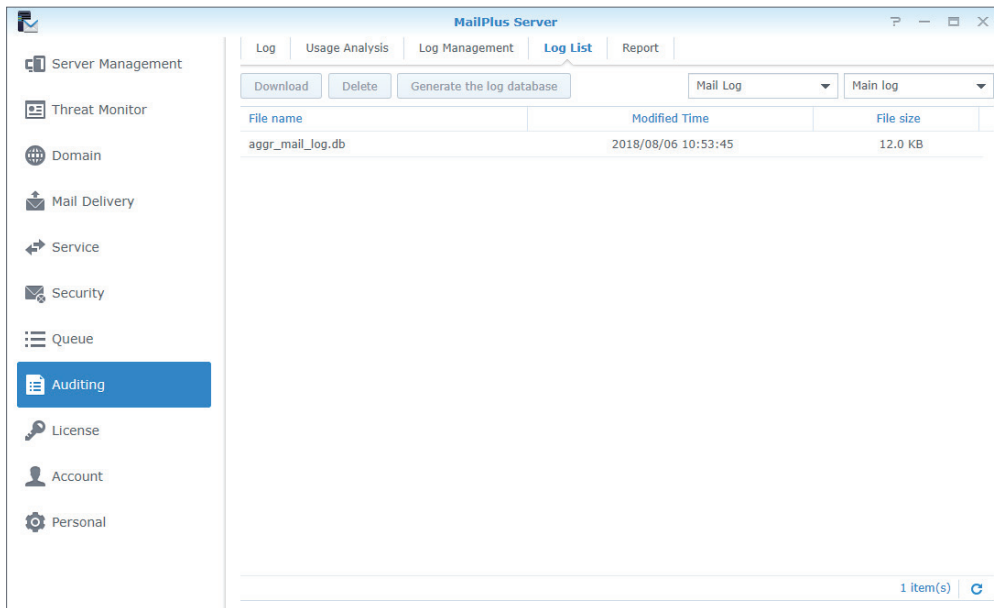 MailPlus Server
Server Management
Threat Monitor
Domain
Mail Delivery
Service
Security
Queue
Auditing
License
Account
Personal
Log Usage Analysis Log Management Log List Report
Download Delete Generate the log database Mail Log Main log
File name Modified Time File size
aggr_mail_log.db 2018/08/06 10:53:45 12.0 KB
1 item(s)